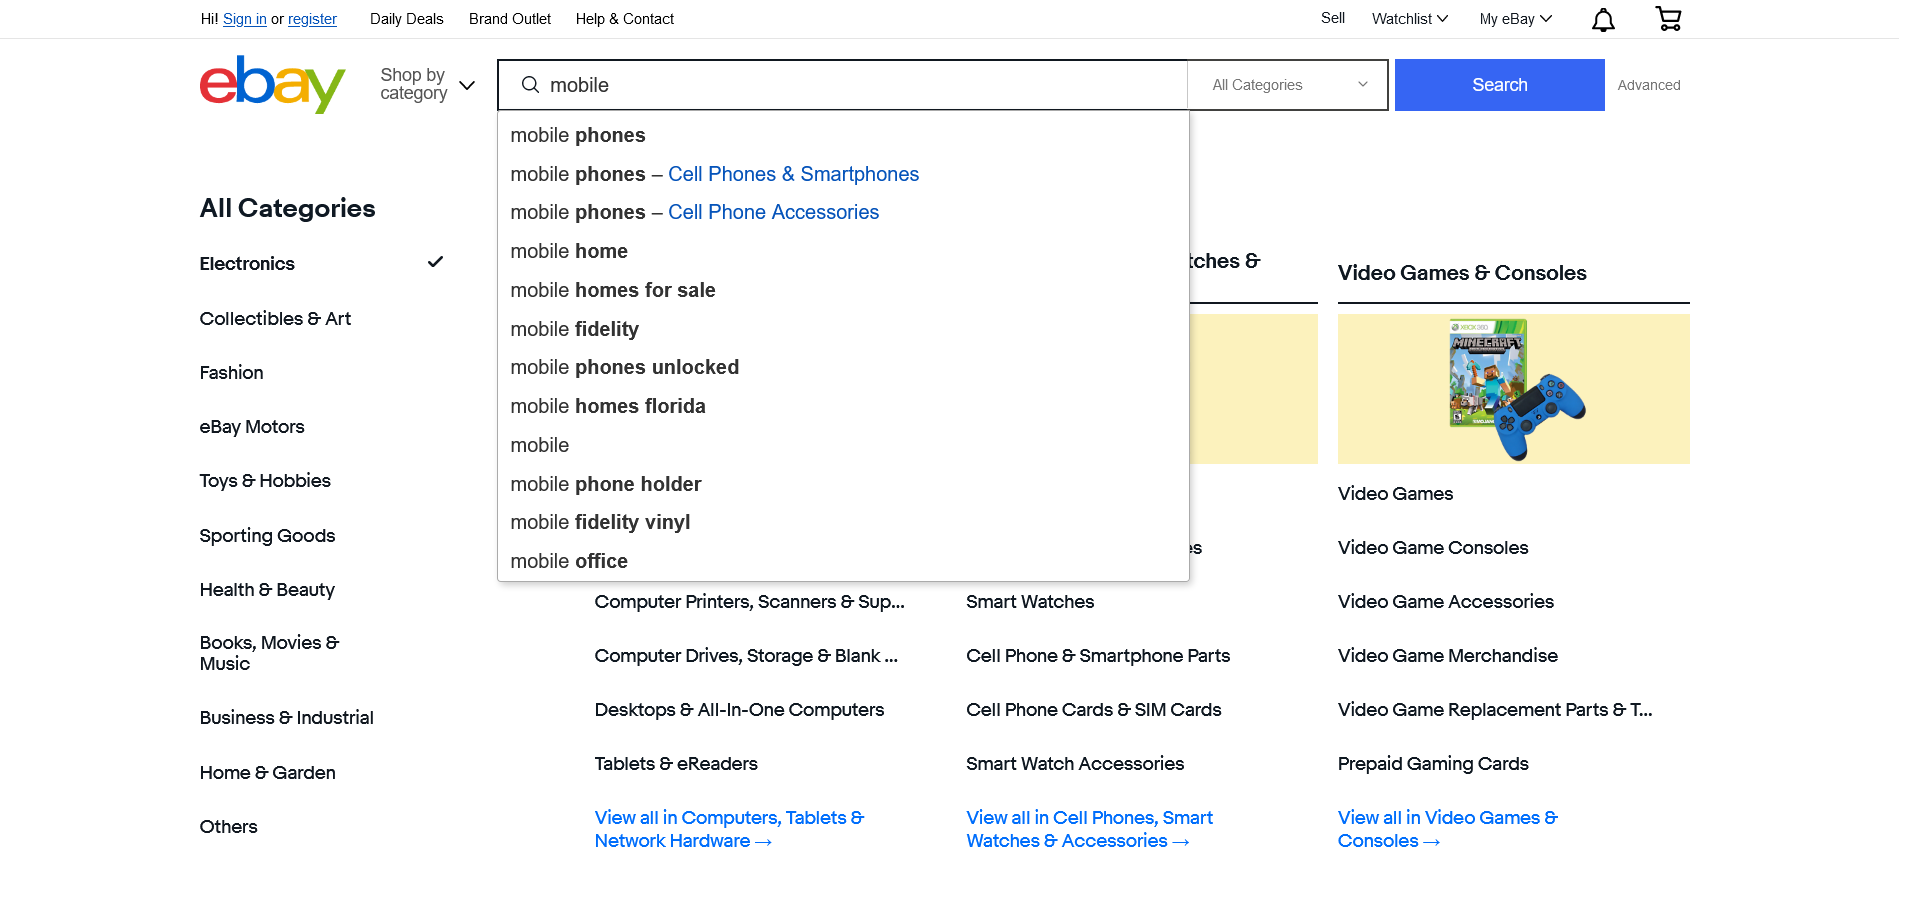 Hi! Sign in or register Daily Deals Brand Outlet Help & Contact Sell Watchlist My eBay
ebay
Shop by
category
mobile
All Categories
Search
Advanced
mobile phones
mobile phones – Cell Phones & Smartphones
mobile phones – Cell Phone Accessories
mobile home
mobile homes for sale
mobile fidelity
mobile phones unlocked
mobile homes florida
mobile
mobile phone holder
mobile fidelity vinyl
mobile office
All Categories
Electronics
Collectibles & Art
Fashion
eBay Motors
Toys & Hobbies
Sporting Goods
Health & Beauty
Books, Movies &
Music
Business & Industrial
Home & Garden
Others
Computer Printers, Scanners & Sup...
Computer Drives, Storage & Blank ...
Desktops & All-In-One Computers
Tablets & eReaders
View all in Computers, Tablets &
Network Hardware →
tches &
es
Smart Watches
Cell Phone & Smartphone Parts
Cell Phone Cards & SIM Cards
Smart Watch Accessories
View all in Cell Phones, Smart
Watches & Accessories →
Video Games & Consoles
XBOX 360
MINECRAFT
Video Games
Video Game Consoles
Video Game Accessories
Video Game Merchandise
Video Game Replacement Parts & T...
Prepaid Gaming Cards
View all in Video Games &
Consoles →